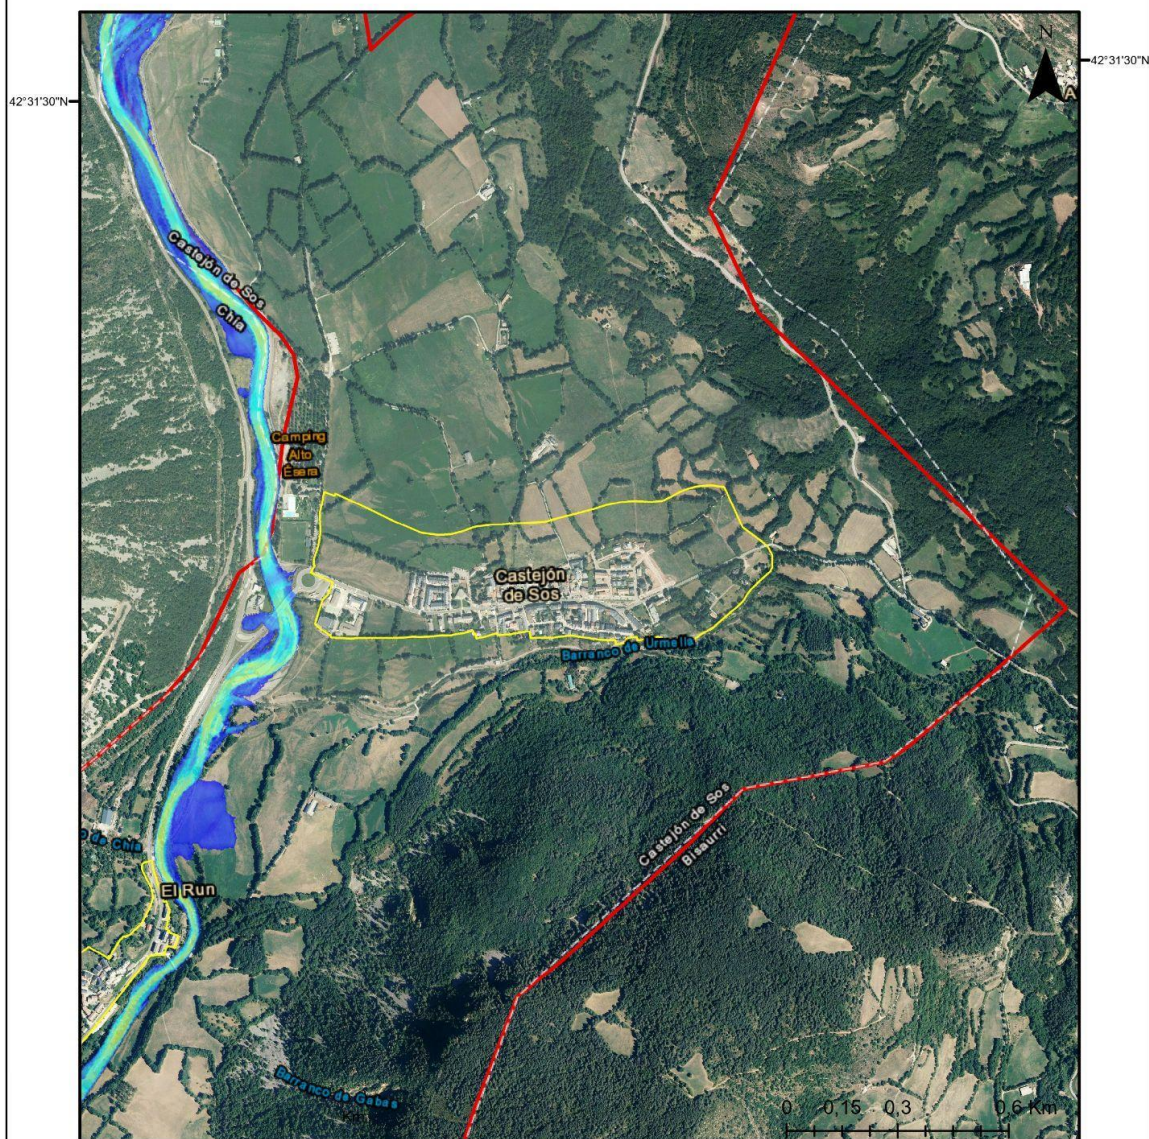 42°31'30"N
42°31'30"N
N
A
Castejón de Sos
Chía
Camping
Alto
Ésera
Castejón
de Sos
Barranco de Urmella
Castejón de Sos
Bisaurri
o de Chía
El Run
Barranco de Gabás
0 0,15 0,3 0,6 Km